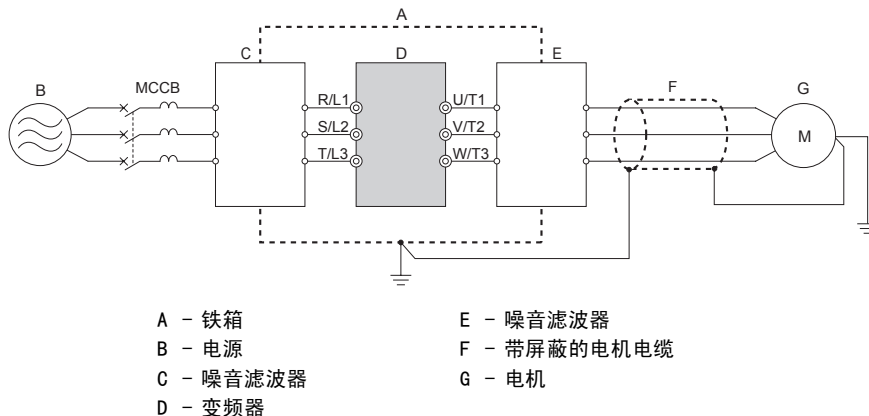 A
B
MCCB
C
D
E
F
G
R/L1
S/L2
T/L3
U/T1
V/T2
W/T3
M
A - 铁箱
B - 电源
C - 噪音滤波器
D - 变频器
E - 噪音滤波器
F - 带屏蔽的电机电缆
G - 电机